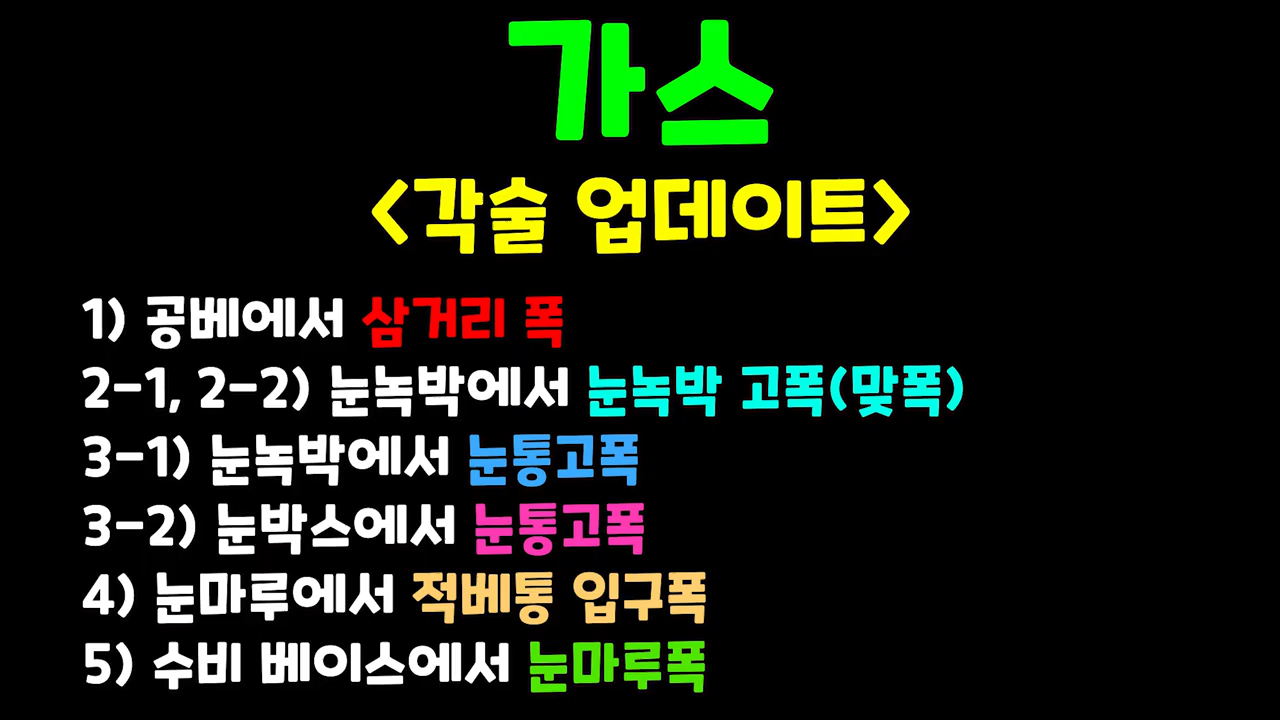 가스
<각술 업데이트>
1) 공베에서 삼거리 폭
2-1, 2-2) 눈녹박에서 눈녹박 고폭(맞폭)
3-1) 눈녹박에서 눈통고폭
3-2) 눈박스에서 눈통고폭
4) 눈마루에서 적베통 입구폭
5) 수비 베이스에서 눈마루폭